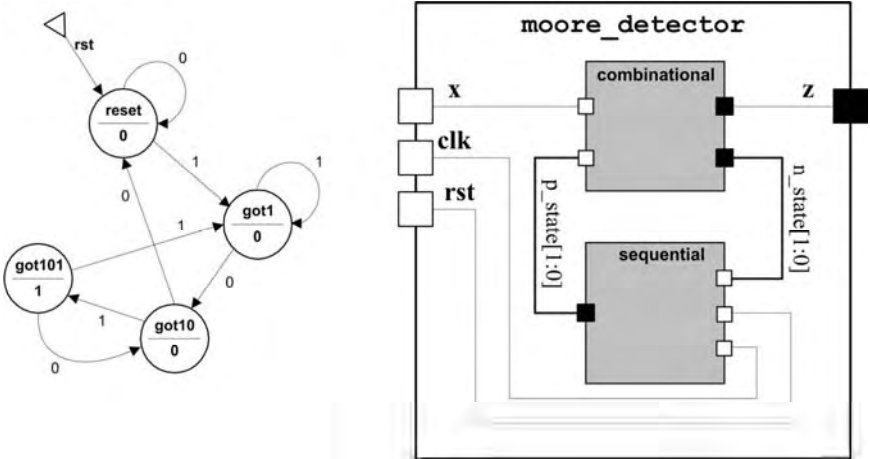 rst
0
reset
0
1
0
1
got1
0
1
got101
1
0
1
got10
0
0
moore_detector
combinational
x
z
clk
rst
p_state[1:0]
n_state[1:0]
sequential